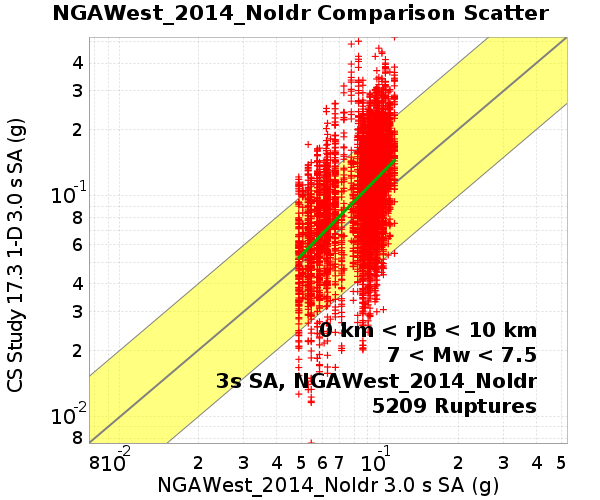 NGAWest_2014_NoIdr Comparison Scatter
CS Study 17.3 1-D 3.0 s SA (g)
4
3
2
10-1
8
6
4
3
2
10-2
8
0 km < rJB < 10 km
7 < Mw < 7.5
3s SA, NGAWest_2014_NoIdr
5209 Ruptures
8 10-2 2 3 4 5 6 7 10-1 2 3 4 5
NGAWest_2014_NoIdr 3.0 s SA (g)